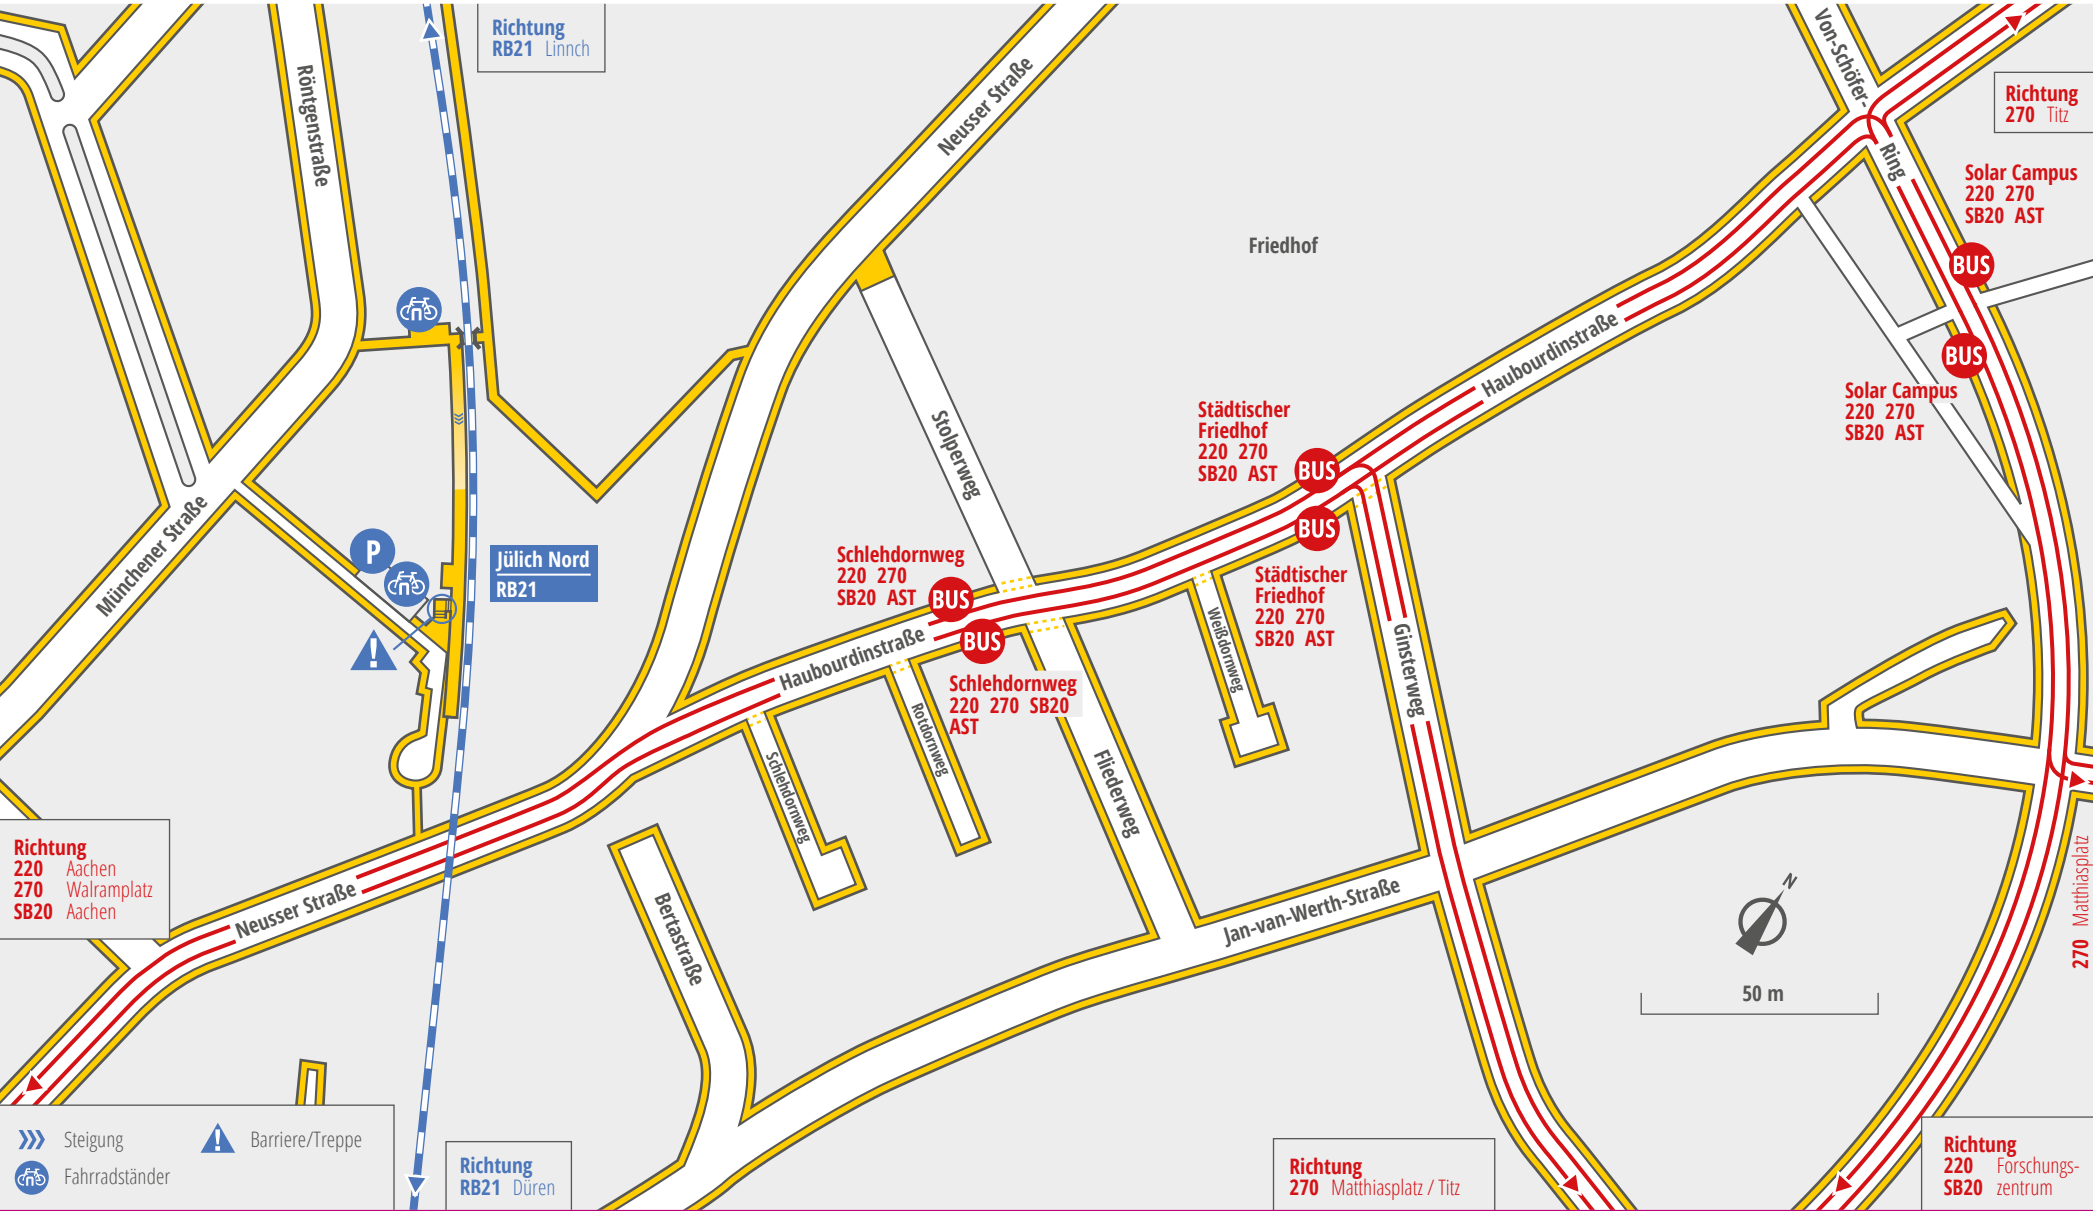 Richtung
RB21 Linnch
Röntgenstraße
Neusser Straße
Von-Schöfer-
Ring
Richtung
270 Titz
Solar Campus
220 270
SB20 AST
BUS
Friedhof
BUS
Solar Campus
220 270
SB20 AST
Haubourdinstraße
Städtischer
Friedhof
220 270
SB20 AST
BUS
BUS
Städtischer
Friedhof
220 270
SB20 AST
Stolperweg
Münchener Straße
P
Jülich Nord
RB21
Schlehdornweg
220 270
SB20 AST
BUS
BUS
Schlehdornweg
220 270 SB20
AST
Haubourdinstraße
Weißdornweg
Ginsterweg
Rotdornweg
Schlehdornweg
Fliederweg
Richtung
220 Aachen
270 Walramplatz
SB20 Aachen
Neusser Straße
Bertastraße
Jan-van-Werth-Straße
N
50 m
270 Matthiasplatz
Steigung
Barriere/Treppe
Fahrradständer
Richtung
RB21 Düren
Richtung
270 Matthiasplatz / Titz
Richtung
220 Forschungs-
SB20 zentrum